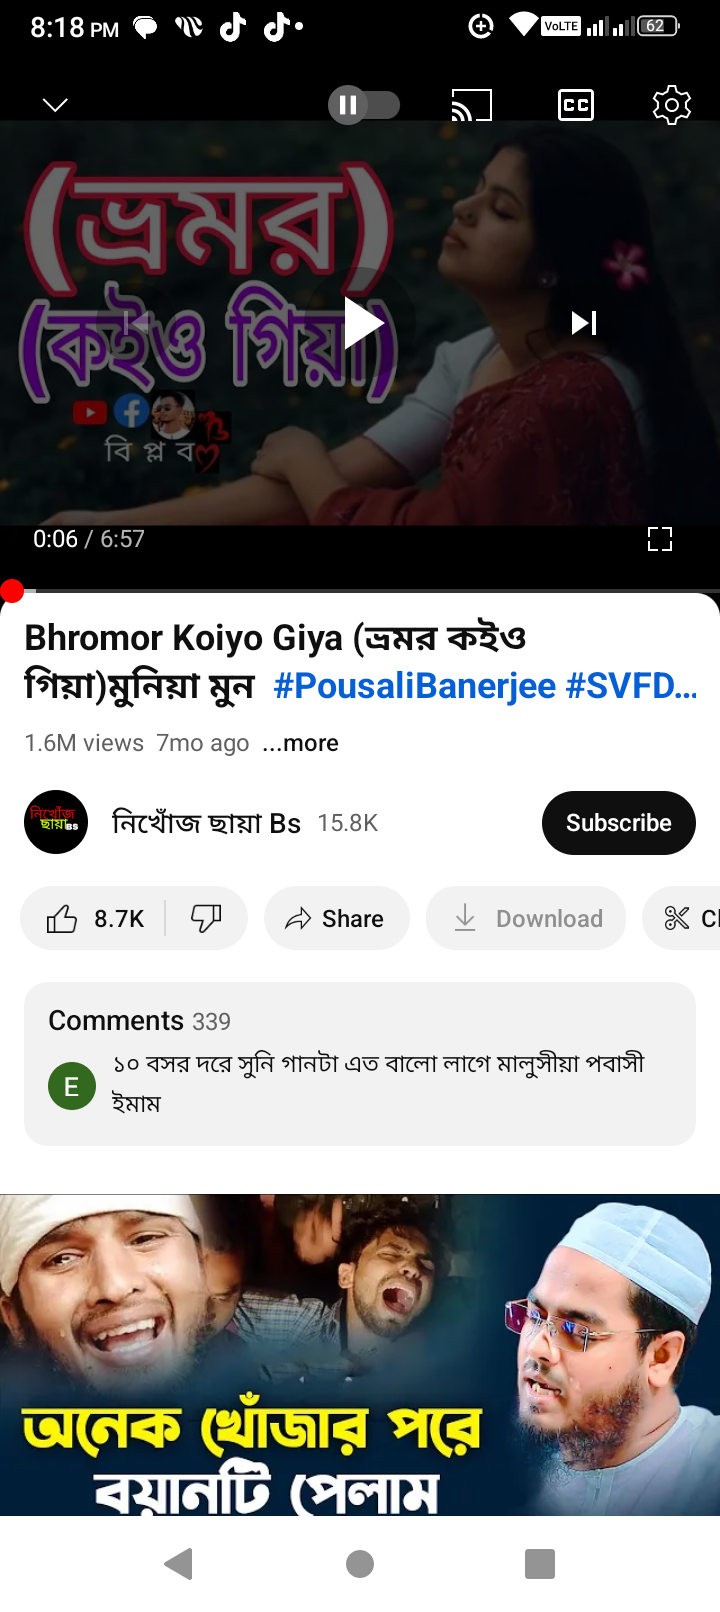 8:18 PM
VoLTE
62
CC
(ভ্রমর)
(কইও গিয়া)
বি প্ল ব
0:06 / 6:57
Bhromor Koiyo Giya (ভ্রমর কইও
গিয়া)মুনিয়া মুন #PousaliBanerjee #SVFD...
1.6M views 7mo ago ...more
নিখোঁজ
ছায়াBS
নিখোঁজ ছায়া Bs 15.8K
Subscribe
8.7K
Share
Download
Cl
Comments 339
E
১০ বসর দরে সুনি গানটা এত বালো লাগে মালুসীয়া পবাসী
ইমাম
অনেক খোঁজার পরে
বয়ানটি পেলাম